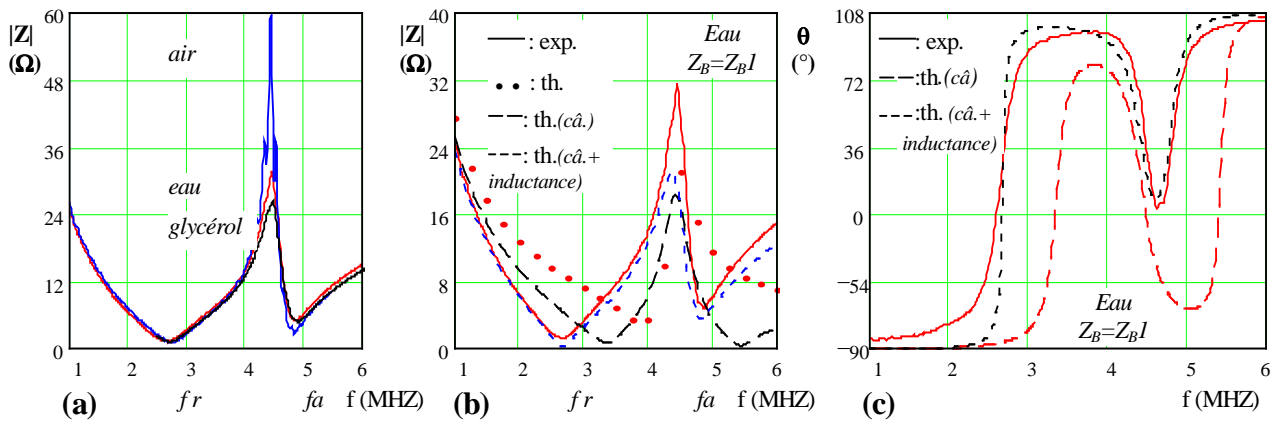 60
48
36
24
12
0
|Z|
(Ω)
air
eau
glycérol
1 2 3 4 5 6
(a) fr fa f (MHZ)
40
32
24
16
8
0
|Z|
(Ω)
Eau
Z_B=Z_B1
: exp.
: th.
: th.(câ.)
: th.(câ.+
inductance)
1 2 3 4 5 6
(b) fr fa f (MHZ)
108
72
36
0
−54
−90
θ
(°)
: exp.
:th.(câ)
:th.(câ.+
inductance)
Eau
Z_B=Z_B1
1 2 3 4 5 6
(c) f (MHZ)